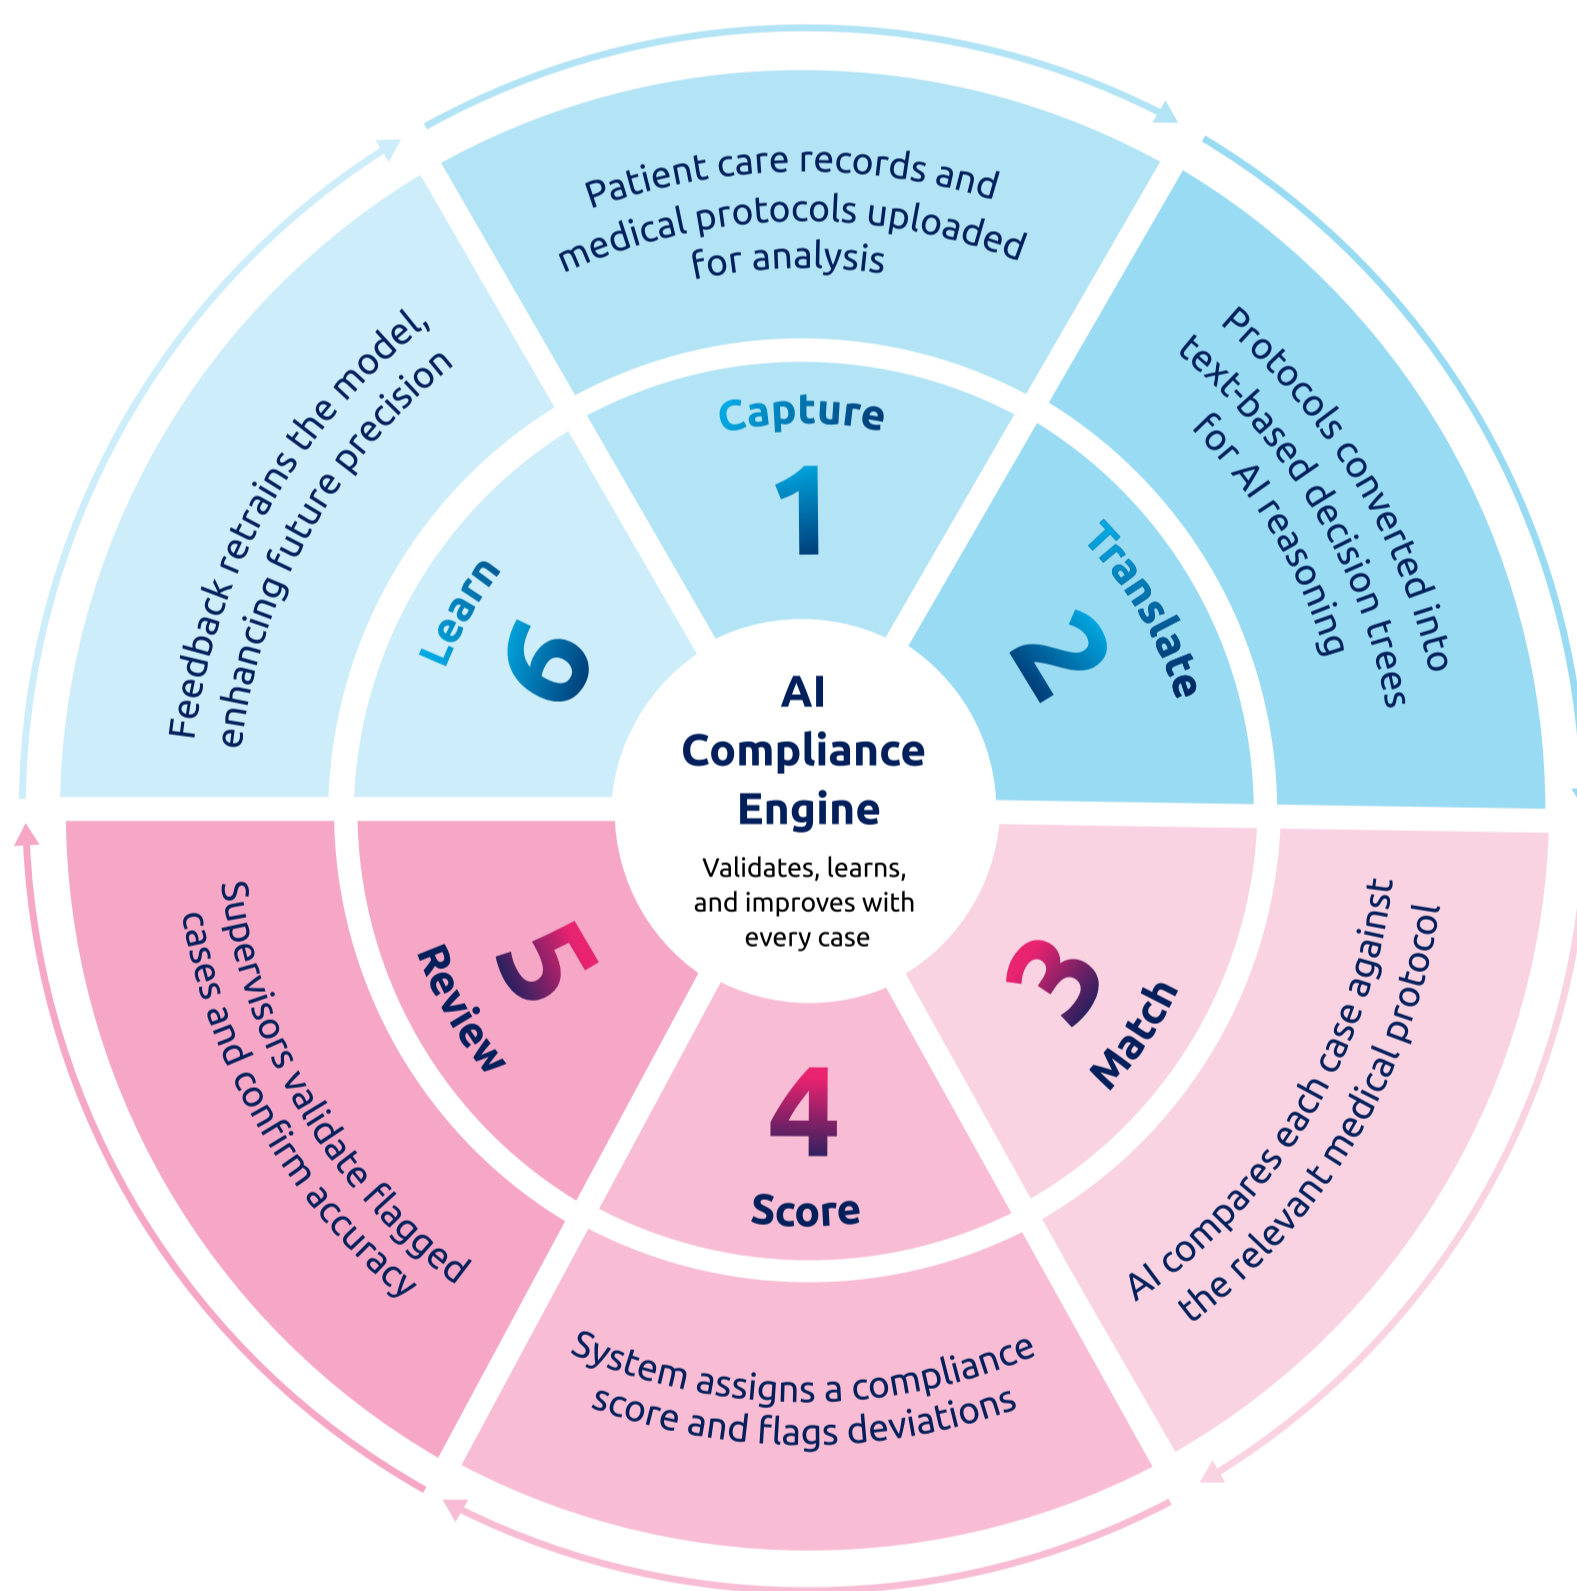 AI
Compliance
Engine
Validates, learns,
and improves with
every case
Capture
1
Patient care records and
medical protocols uploaded
for analysis
Translate
2
Protocols converted into
text-based decision trees
for AI reasoning
3
Match
AI compares each case against
the relevant medical protocol
4
Score
System assigns a compliance
score and flags deviations
5
Review
Supervisors validate flagged
cases and confirm accuracy
Learn
6
Feedback retrains the model,
enhancing future precision